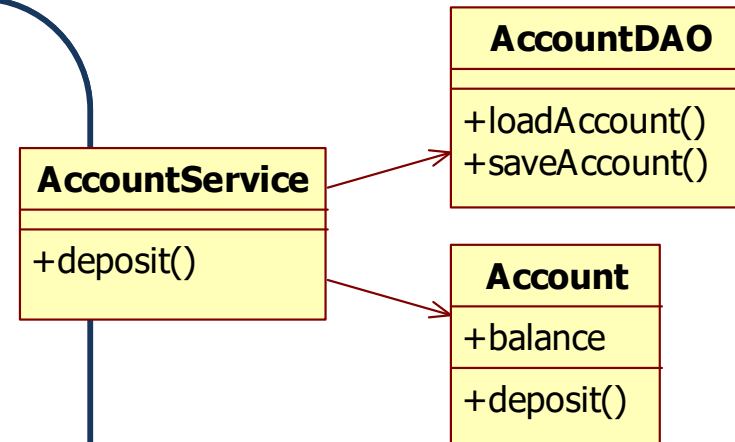 AccountDAO
+loadAccount()
+saveAccount()
AccountService
+deposit()
Account
+balance
+deposit()